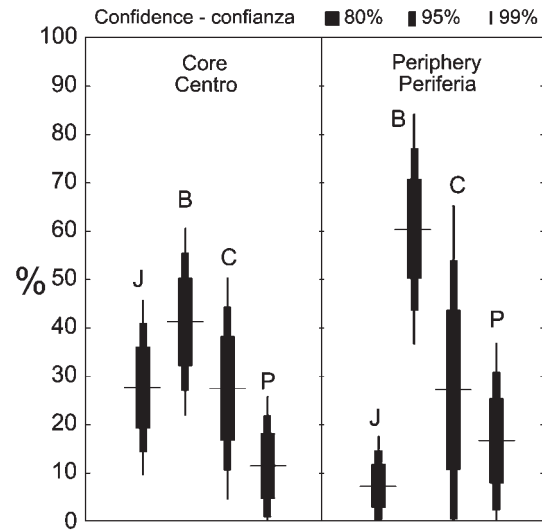 Confidence - confianza 80% 95% 99%
100
90
80
70
60
50
40
30
20
10
0
%
Core
Centro
J
B
C
P
Periphery
Periferia
J
B
C
P